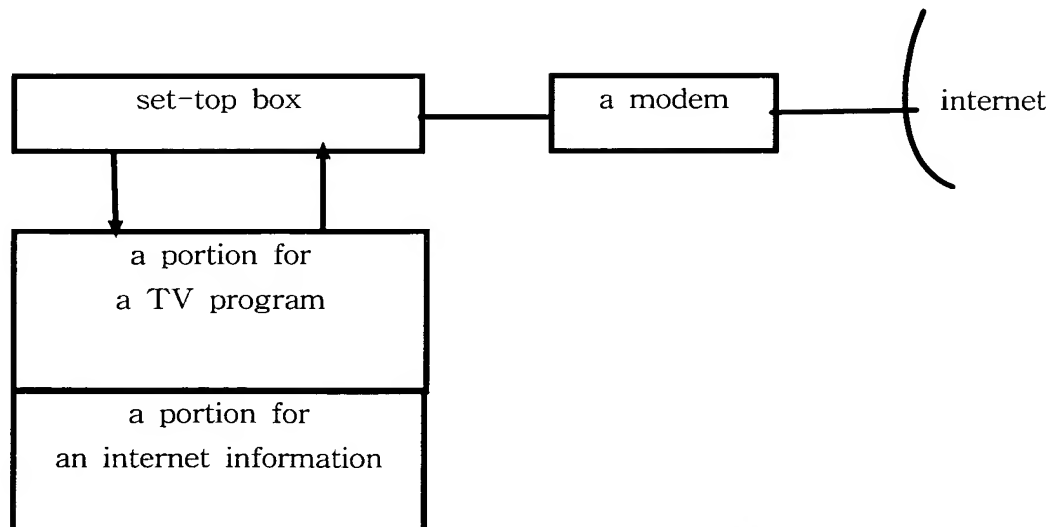 set-top box
a modem
internet
a portion for
a TV program
a portion for
an internet information